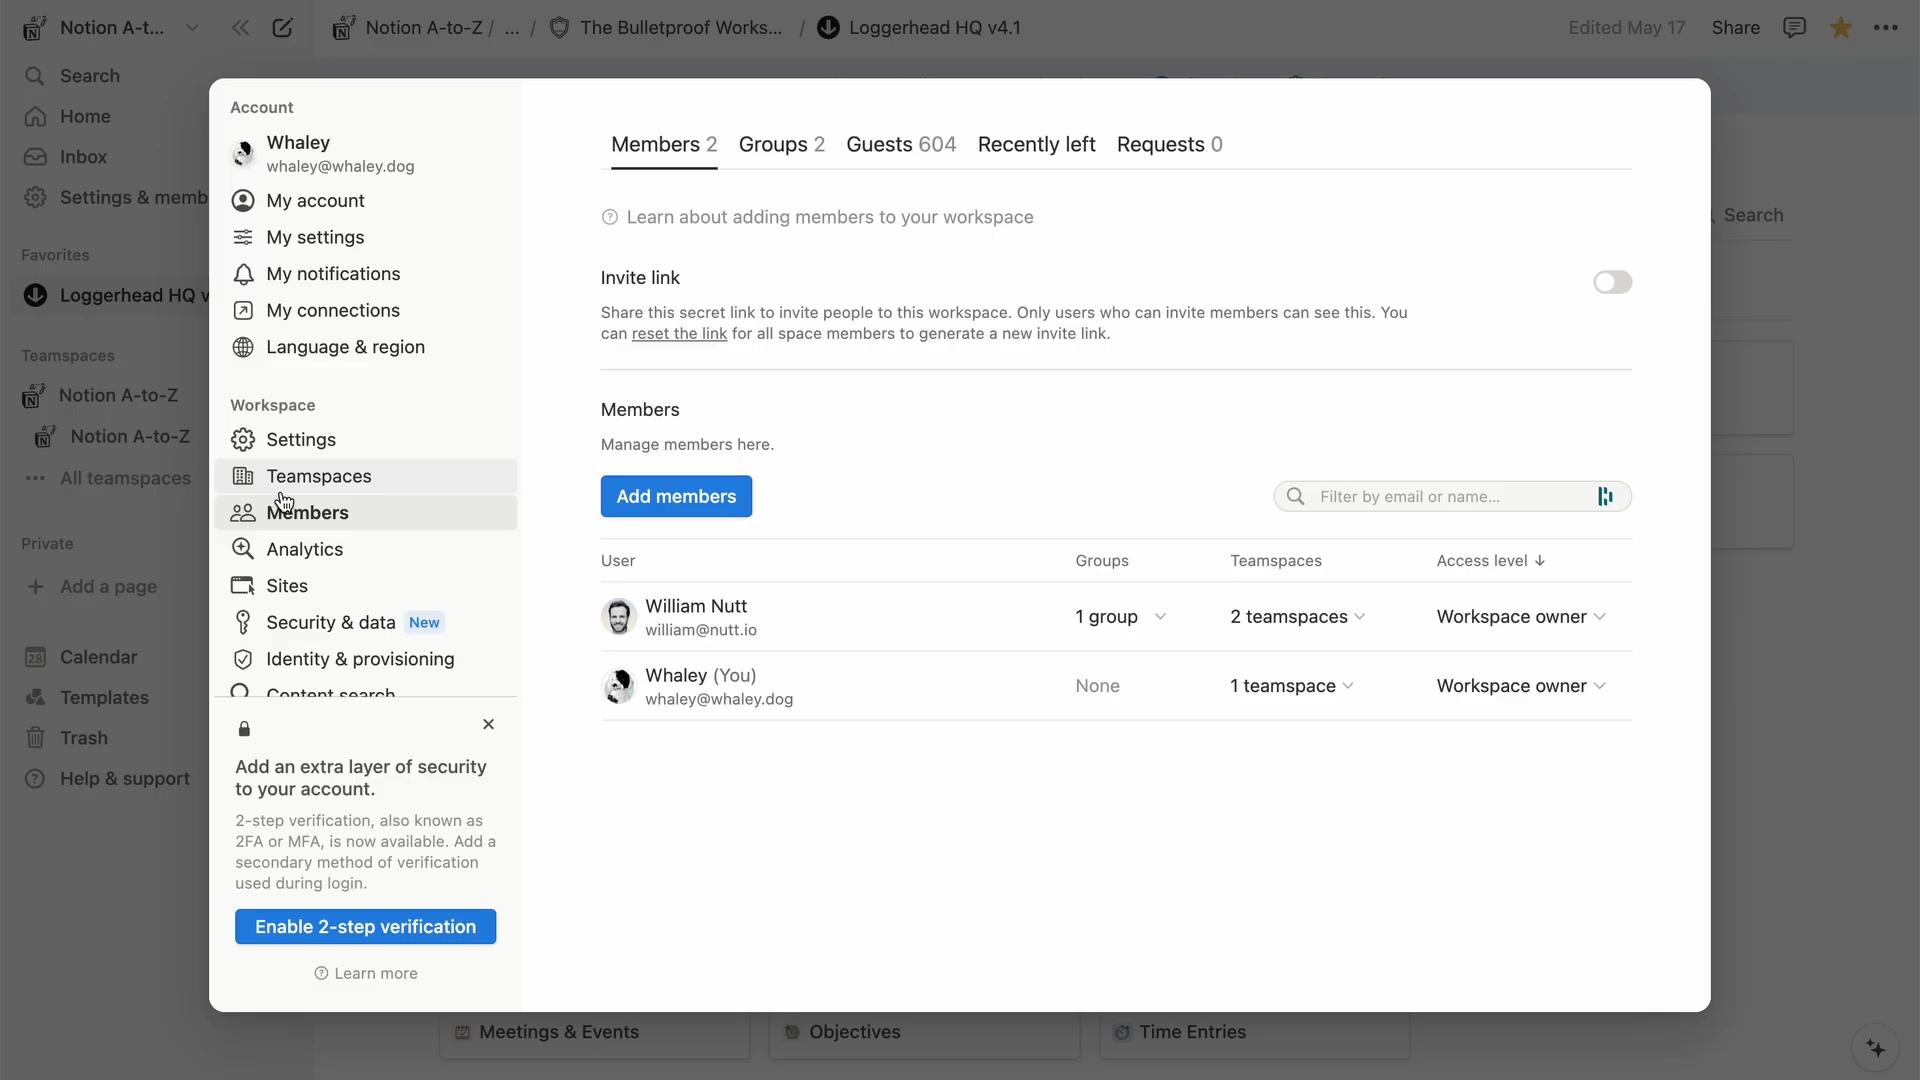 Notion A-t...
Notion A-to-Z / ... / The Bulletproof Works... / Loggerhead HQ v4.1
Edited May 17
Share
Search
Home
Inbox
Settings & memb
Favorites
Loggerhead HQ v
Teamspaces
Notion A-to-Z
Notion A-to-Z
All teamspaces
Private
Add a page
Calendar
Templates
Trash
Help & support
Account
Whaley
whaley@whaley.dog
My account
My settings
My notifications
My connections
Language & region
Workspace
Settings
Teamspaces
Members
Analytics
Sites
Security & data New
Identity & provisioning
Content search
Add an extra layer of security
to your account.
2-step verification, also known as
2FA or MFA, is now available. Add a
secondary method of verification
used during login.
Enable 2-step verification
Learn more
Members 2 Groups 2 Guests 604 Recently left Requests 0
Learn about adding members to your workspace
Invite link
Share this secret link to invite people to this workspace. Only users who can invite members can see this. You
can reset the link for all space members to generate a new invite link.
Members
Manage members here.
Add members
Filter by email or name...
User Groups Teamspaces Access level ↓
William Nutt
william@nutt.io
1 group 2 teamspaces Workspace owner
Whaley (You)
whaley@whaley.dog
None 1 teamspace Workspace owner
Search
Meetings & Events
Objectives
Time Entries